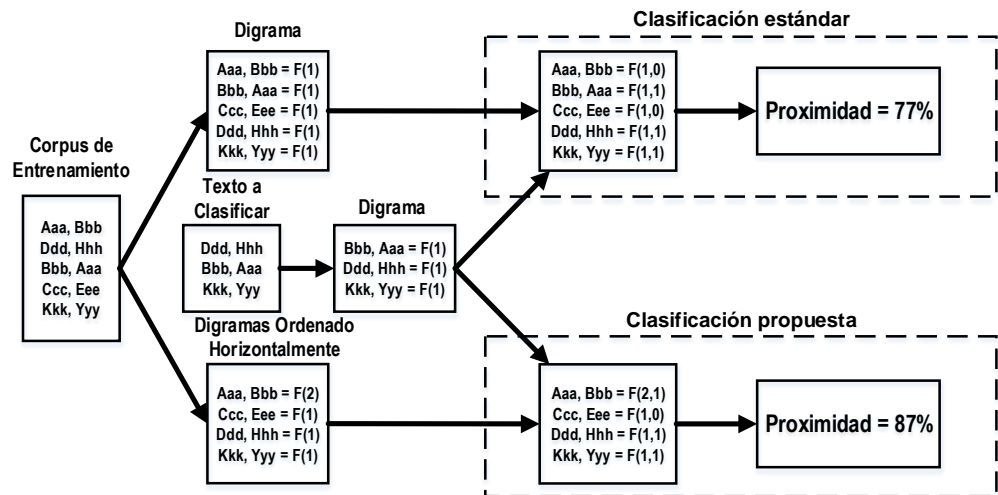 Clasificación estándar
Digrama
Aaa, Bbb = F(1)
Bbb, Aaa = F(1)
Ccc, Eee = F(1)
Ddd, Hhh = F(1)
Kkk, Yyy = F(1)
Aaa, Bbb = F(1,0)
Bbb, Aaa = F(1,1)
Ccc, Eee = F(1,0)
Ddd, Hhh = F(1,1)
Kkk, Yyy = F(1,1)
Proximidad = 77%
Corpus de
Entrenamiento
Aaa, Bbb
Ddd, Hhh
Bbb, Aaa
Ccc, Eee
Kkk, Yyy
Texto a
Clasificar
Ddd, Hhh
Bbb, Aaa
Kkk, Yyy
Digrama
Bbb, Aaa = F(1)
Ddd, Hhh = F(1)
Kkk, Yyy = F(1)
Digramas Ordenado
Horizontalmente
Aaa, Bbb = F(2)
Ccc, Eee = F(1)
Ddd, Hhh = F(1)
Kkk, Yyy = F(1)
Clasificación propuesta
Aaa, Bbb = F(2,1)
Ccc, Eee = F(1,0)
Ddd, Hhh = F(1,1)
Kkk, Yyy = F(1,1)
Proximidad = 87%